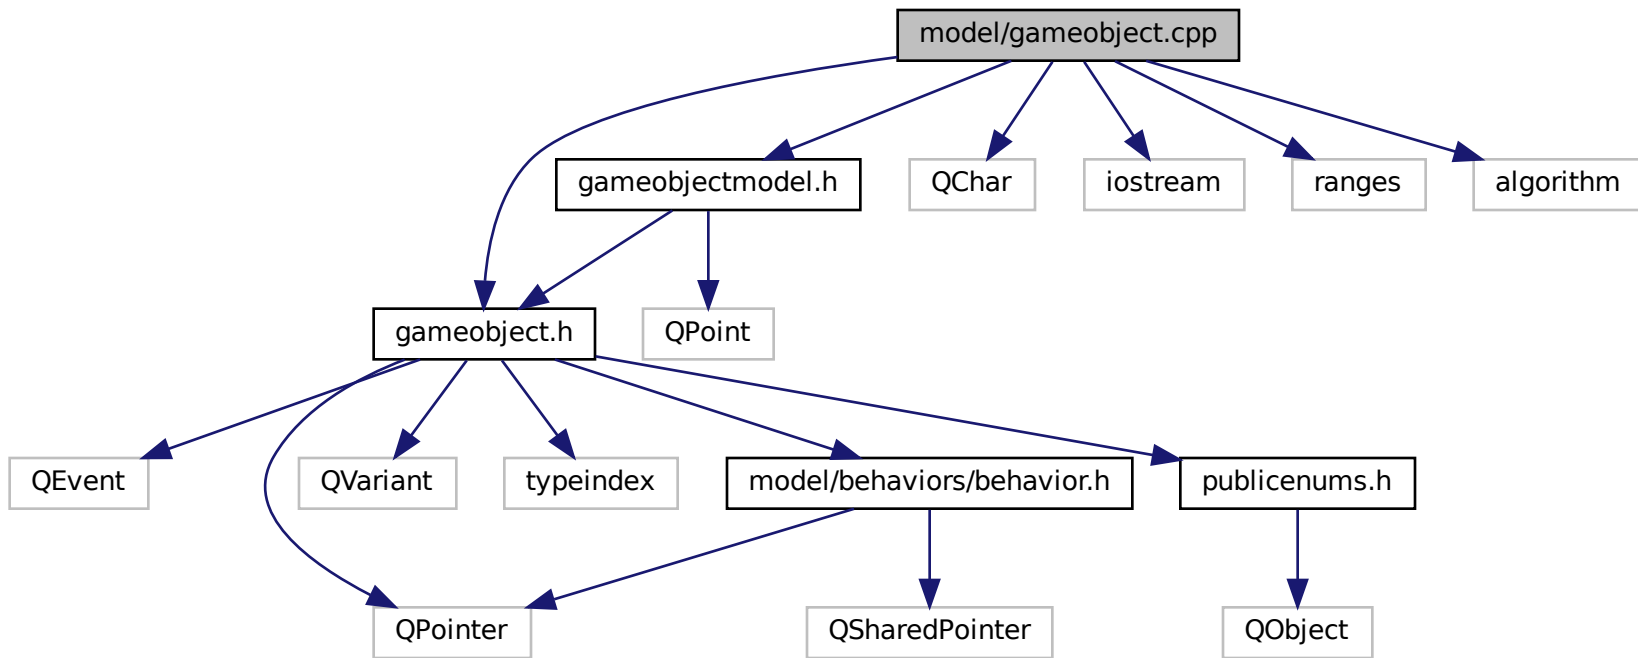 model/gameobject.cpp
gameobjectmodel.h
QChar
iostream
ranges
algorithm
gameobject.h
QPoint
QEvent
QVariant
typeindex
model/behaviors/behavior.h
publicenums.h
QPointer
QSharedPointer
QObject